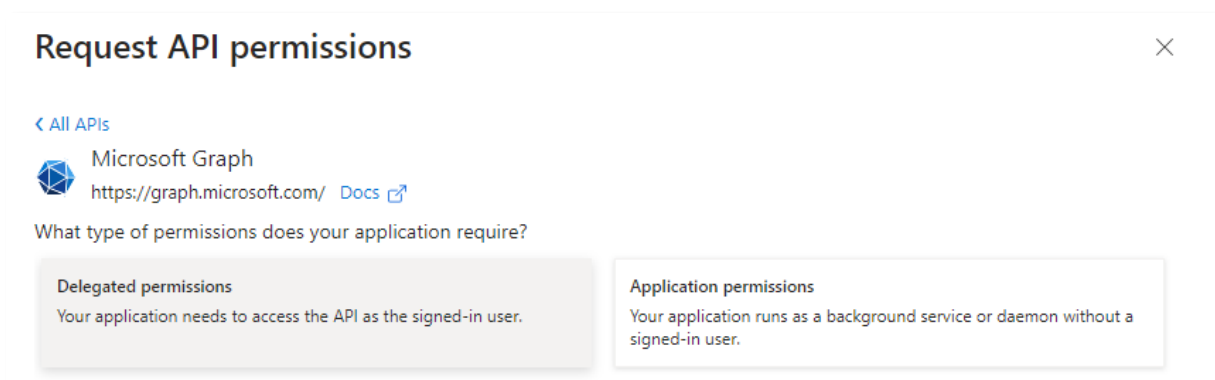 Request API permissions
All APIs
Microsoft Graph
https://graph.microsoft.com/ Docs
What type of permissions does your application require?
Delegated permissions
Your application needs to access the API as the signed-in user.
Application permissions
Your application runs as a background service or daemon without a
signed-in user.